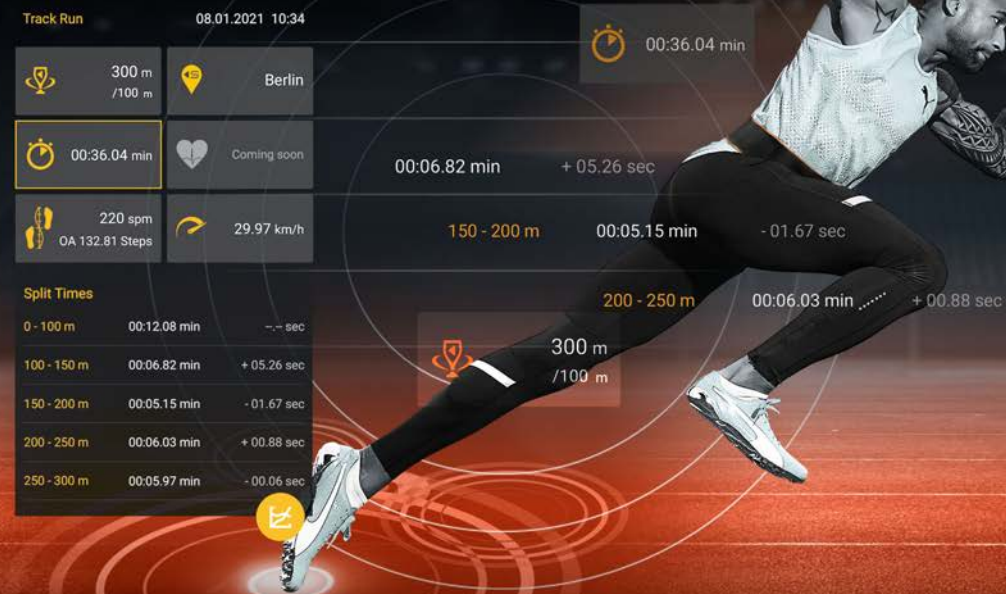 Track Run 08.01.2021 10:34
300 m
/100 m
Berlin
00:36.04 min
Coming soon
220 spm
OA 132.81 Steps
29.97 km/h
Split Times
0 - 100 m 00:12.08 min --.-- sec
100 - 150 m 00:06.82 min + 05.26 sec
150 - 200 m 00:05.15 min - 01.67 sec
200 - 250 m 00:06.03 min + 00.88 sec
250 - 300 m 00:05.97 min - 00.06 sec
00:36.04 min
00:06.82 min + 05.26 sec
150 - 200 m 00:05.15 min - 01.67 sec
200 - 250 m 00:06.03 min + 00.88 sec
300 m
/100 m